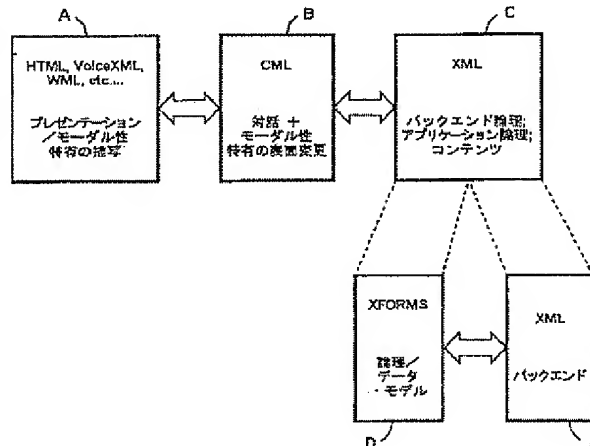 A
HTML, VoiceXML,
WML, etc....
プレゼンテーション
/モーダル性
特有の描写
B
CML
対話 +
モーダル性
特有の表面変更
C
XML
バックエンド論理;
アプリケーション論理;
コンテンツ
XFORMS
論理/
データ
・モデル
D
XML
バックエンド